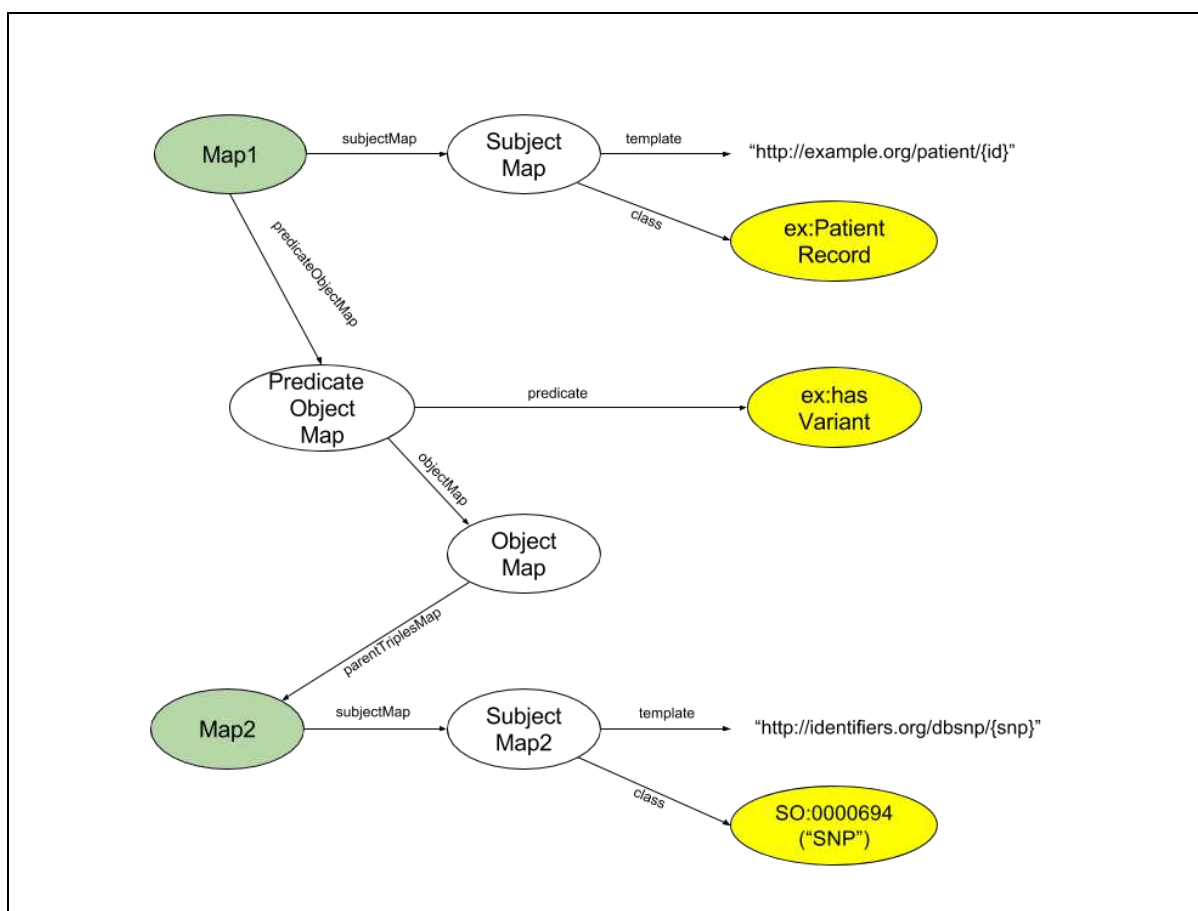 Map1
subjectMap
Subject
Map
template
“http://example.org/patient/{id}”
class
ex:Patient
Record
predicateObjectMap
Predicate
Object
Map
predicate
ex:has
Variant
objectMap
Object
Map
parentTriplesMap
Map2
subjectMap
Subject
Map2
template
“http://identifiers.org/dbsnp/{snp}”
class
SO:0000694
(“SNP”)